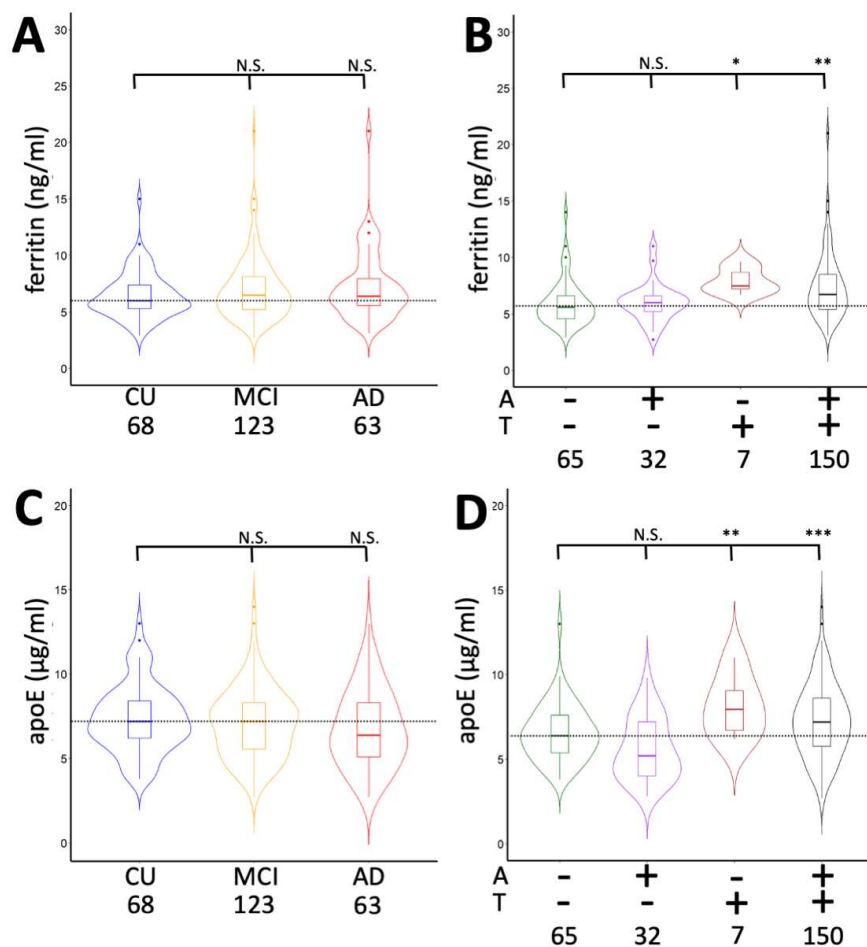 A
B
30
25
20
15
10
5
0
ferritin (ng/ml)
N.S. N.S.
CU MCI AD
68 123 63
30
25
20
15
10
5
0
ferritin (ng/ml)
N.S. * **
A - + - +
T - - + +
65 32 7 150
C
D
20
15
10
5
0
apoE (µg/ml)
N.S. N.S.
CU MCI AD
68 123 63
20
15
10
5
0
apoE (µg/ml)
N.S. ** ***
A - + - +
T - - + +
65 32 7 150